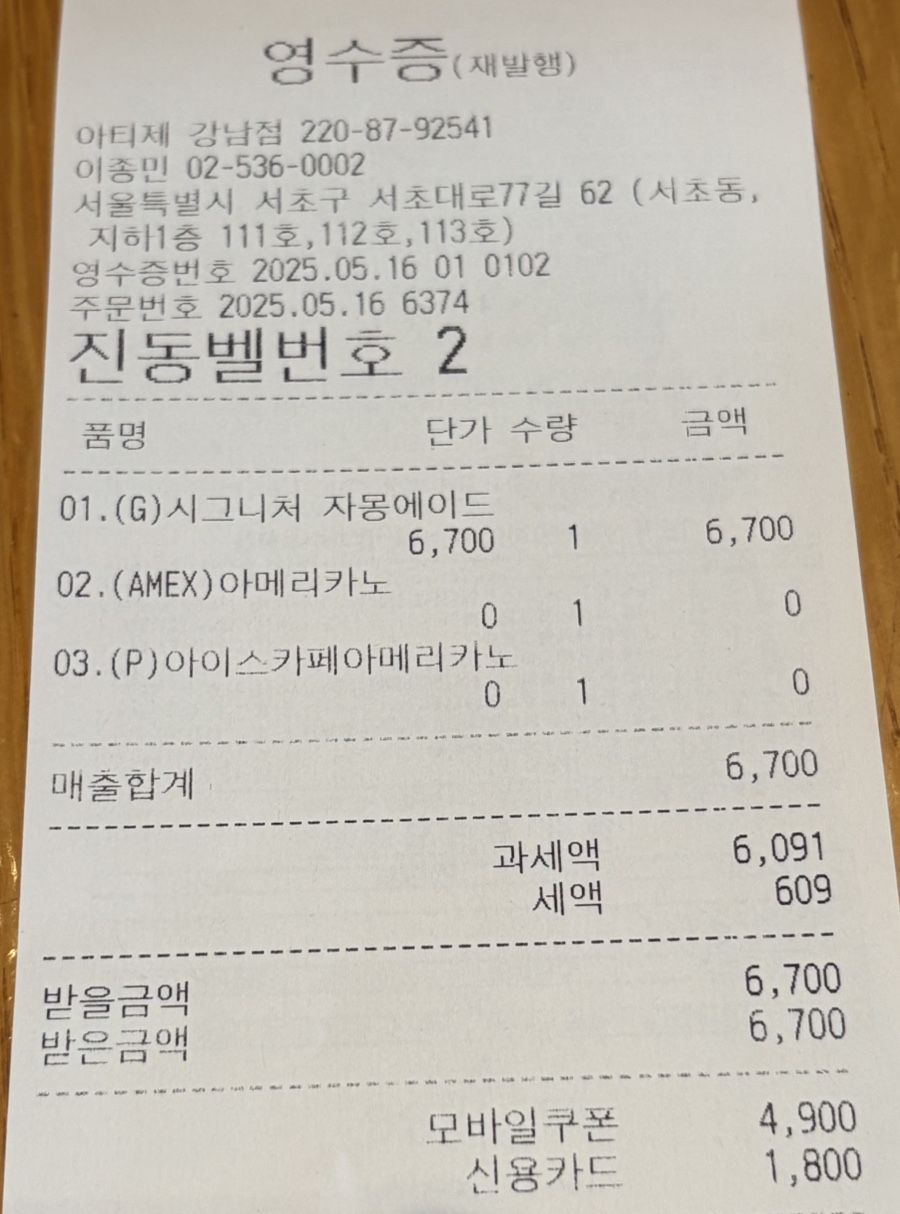 영수증(재발행)
아티제 강남점 220-87-92541
이종민 02-536-0002
서울특별시 서초구 서초대로77길 62 (서초동,
지하1층 111호,112호,113호)
영수증번호 2025.05.16 01 0102
주문번호 2025.05.16 6374
진동벨번호 2
품명 단가 수량 금액
01.(G)시그니처 자몽에이드
6,700 1 6,700
02.(AMEX)아메리카노
0 1 0
03.(P)아이스카페아메리카노
0 1 0
매출합계 6,700
과세액 6,091
세액 609
받을금액 6,700
받은금액 6,700
모바일쿠폰 4,900
신용카드 1,800